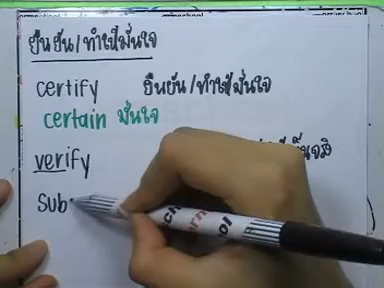 ยืนยัน/ทำให้มั่นใจ
certify ยืนยัน/ทำให้มั่นใจ
certain มั่นใจ
verify
sub